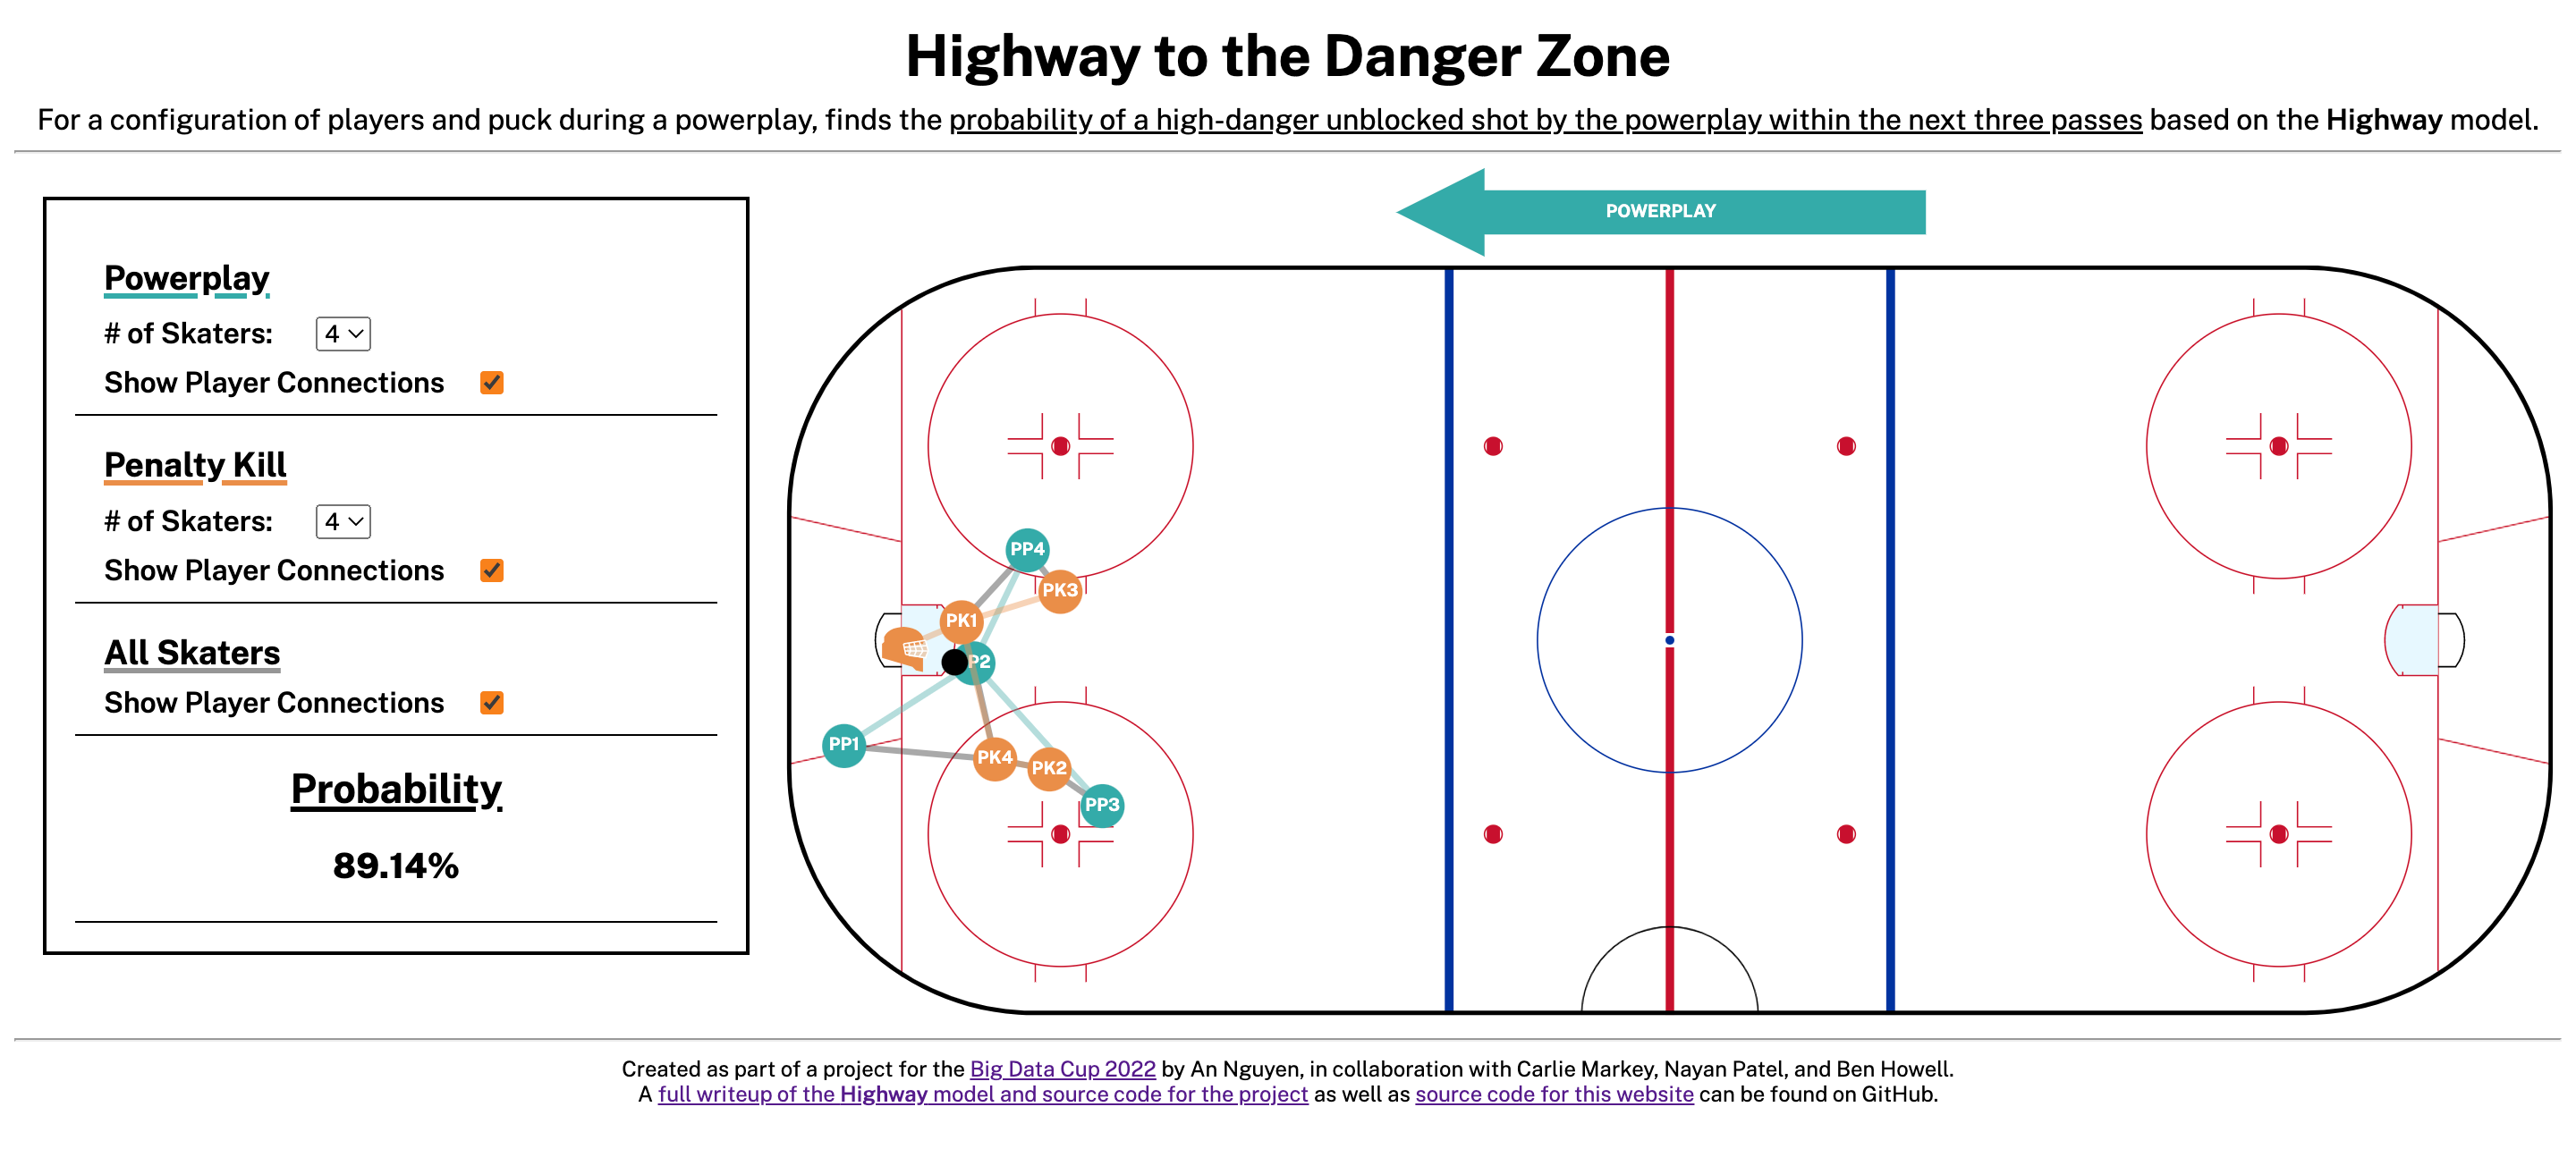 Highway to the Danger Zone
For a configuration of players and puck during a powerplay, finds the probability of a high-danger unblocked shot by the powerplay within the next three passes based on the Highway model.
POWERPLAY
Powerplay
# of Skaters: 4
Show Player Connections
Penalty Kill
# of Skaters: 4
Show Player Connections
All Skaters
Show Player Connections
Probability
89.14%
PP4
PK3
PK1
P2
PP1
PK4
PK2
PP3
Created as part of a project for the Big Data Cup 2022 by An Nguyen, in collaboration with Carlie Markey, Nayan Patel, and Ben Howell.
A full writeup of the Highway model and source code for the project as well as source code for this website can be found on GitHub.